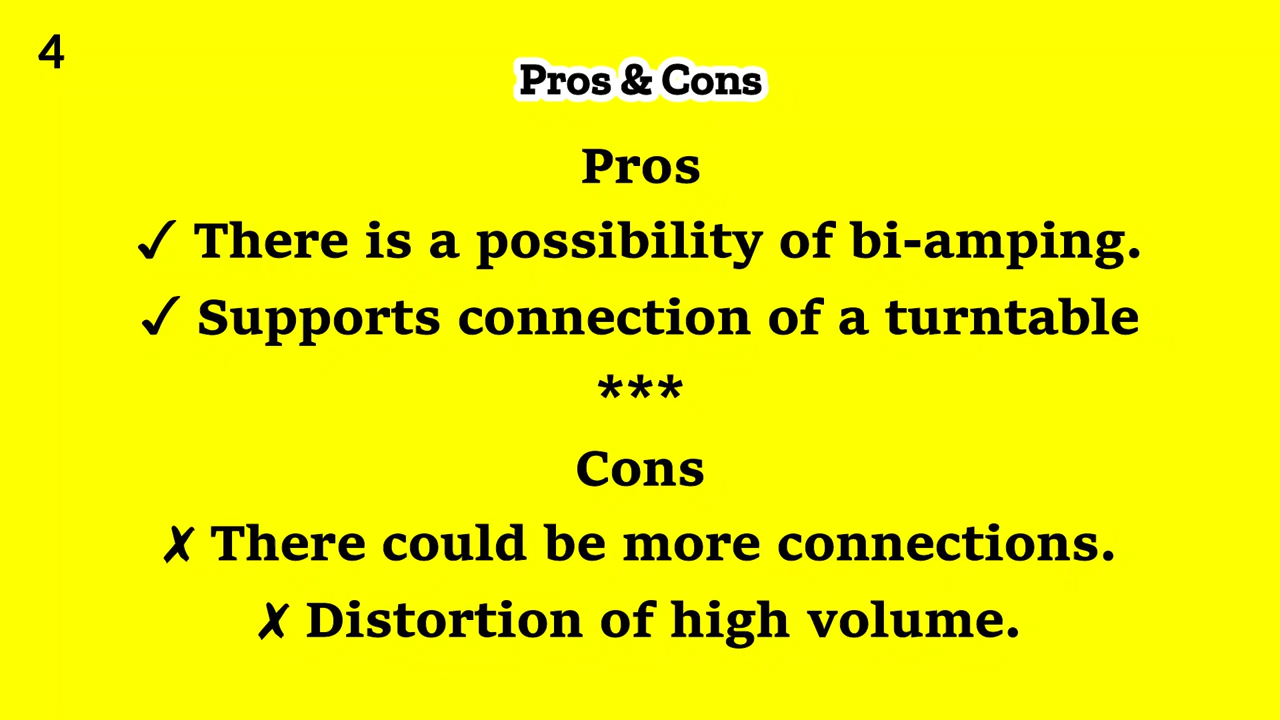 4
Pros & Cons
Pros
✓ There is a possibility of bi-amping.
✓ Supports connection of a turntable
***
Cons
✗ There could be more connections.
✗ Distortion of high volume.